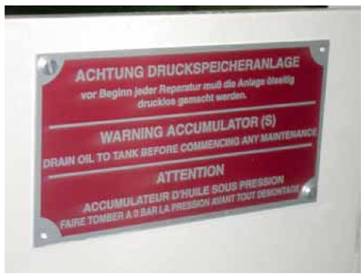 ACHTUNG DRUCKSPEICHERANLAGE
vor Beginn jeder Reparatur muß die Anlage ölseitig
drucklos gemacht werden.
WARNING ACCUMULATOR (S)
DRAIN OIL TO TANK BEFORE COMMENCING ANY MAINTENANCE
ATTENTION
ACCUMULATEUR D'HUILE SOUS PRESSION
FAIRE TOMBER A 0 BAR LA PRESSION AVANT TOUT DEMONTAGE